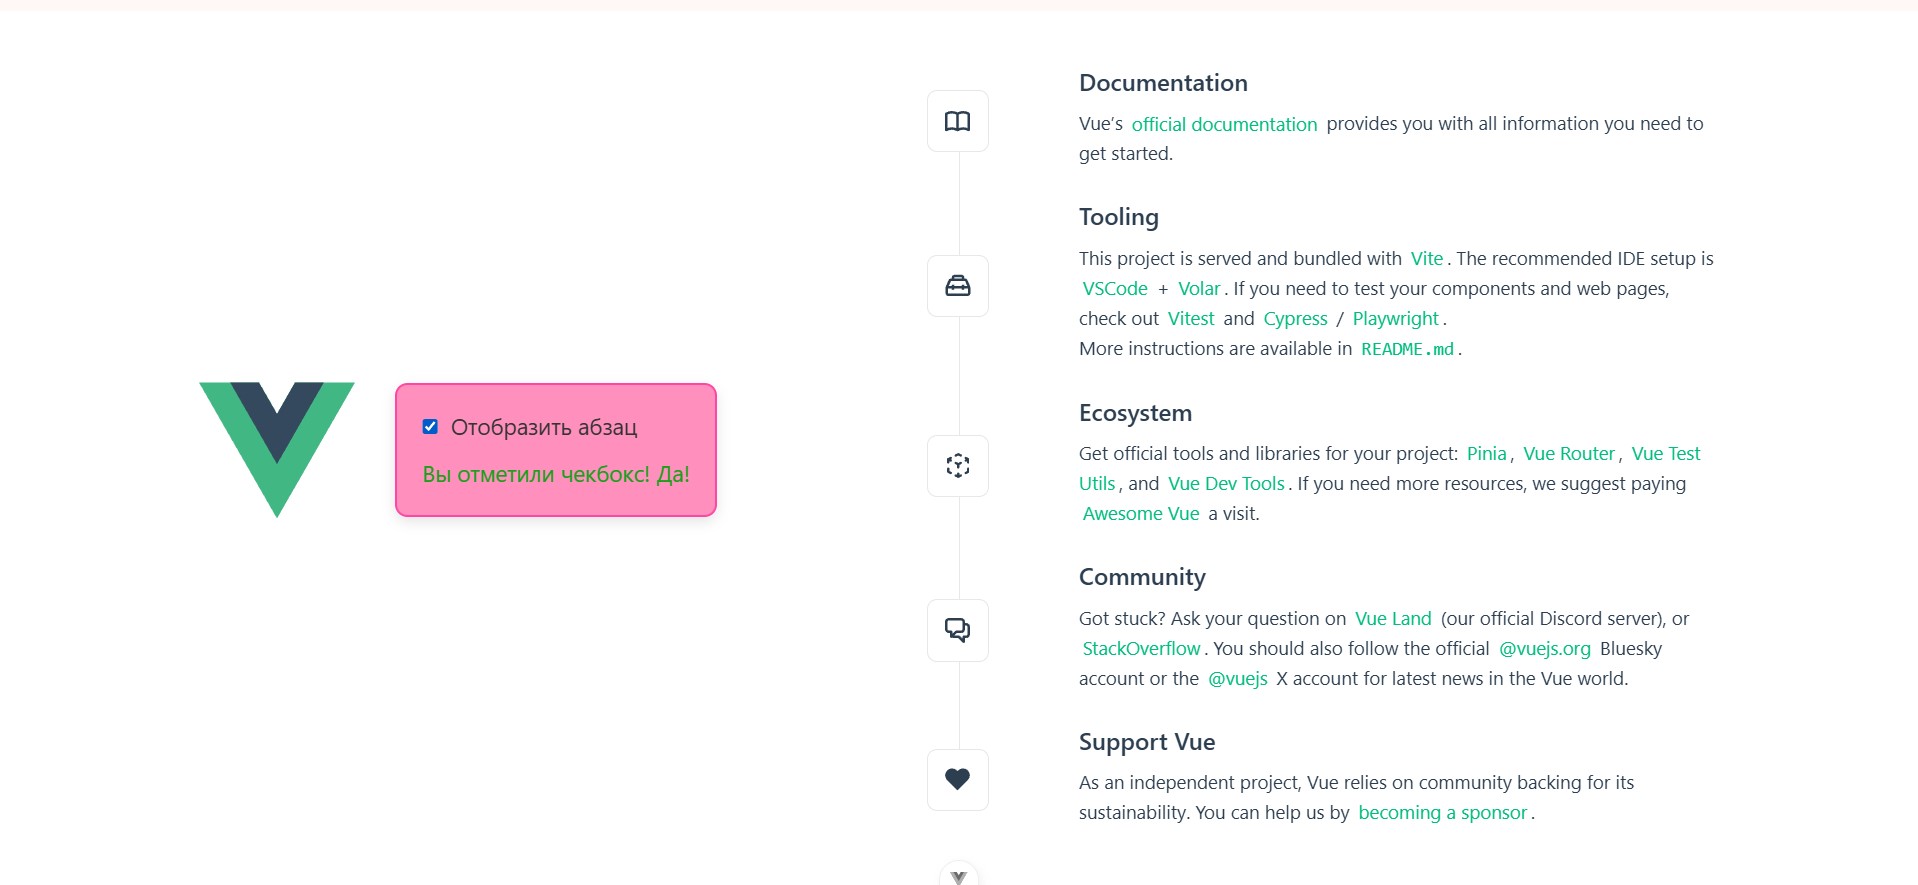 Отобразить абзац
Вы отметили чекбокс! Да!
Documentation
Vue’s official documentation provides you with all information you need to
get started.
Tooling
This project is served and bundled with Vite. The recommended IDE setup is
VSCode + Volar. If you need to test your components and web pages,
check out Vitest and Cypress / Playwright.
More instructions are available in README.md.
Ecosystem
Get official tools and libraries for your project: Pinia, Vue Router, Vue Test
Utils, and Vue Dev Tools. If you need more resources, we suggest paying
Awesome Vue a visit.
Community
Got stuck? Ask your question on Vue Land (our official Discord server), or
StackOverflow. You should also follow the official @vuejs.org Bluesky
account or the @vuejs X account for latest news in the Vue world.
Support Vue
As an independent project, Vue relies on community backing for its
sustainability. You can help us by becoming a sponsor.